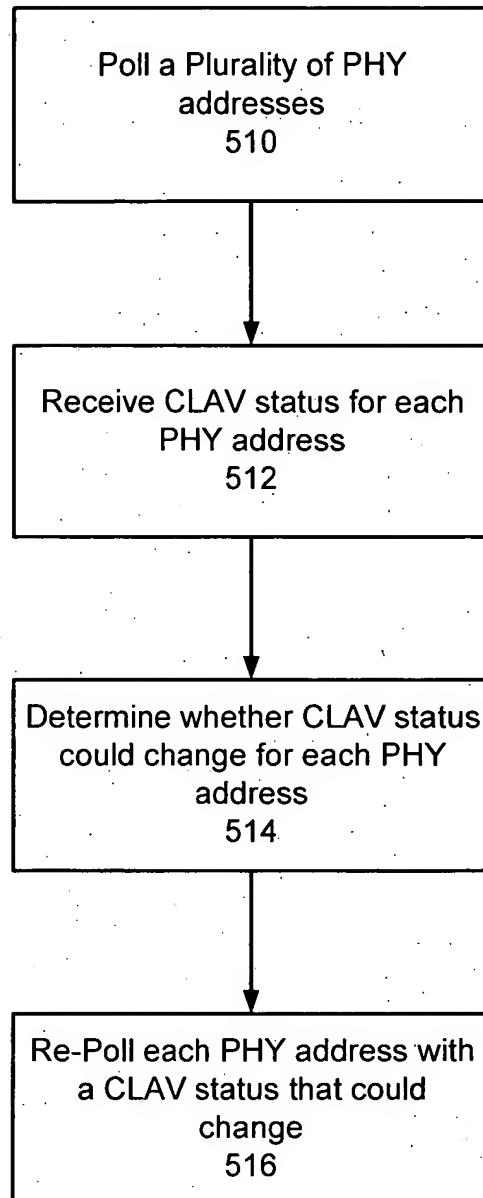 Poll a Plurality of PHY
addresses
510
Receive CLAV status for each
PHY address
512
Determine whether CLAV status
could change for each PHY
address
514
Re-Poll each PHY address with
a CLAV status that could
change
516